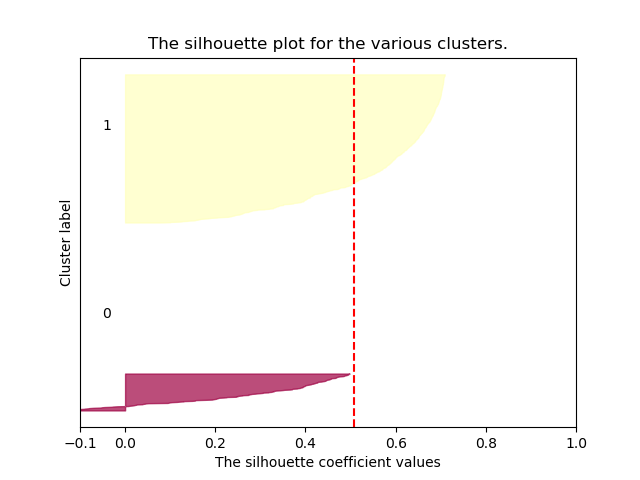 The silhouette plot for the various clusters.
1
0
Cluster label
−0.1 0.0 0.2 0.4 0.6 0.8 1.0
The silhouette coefficient values